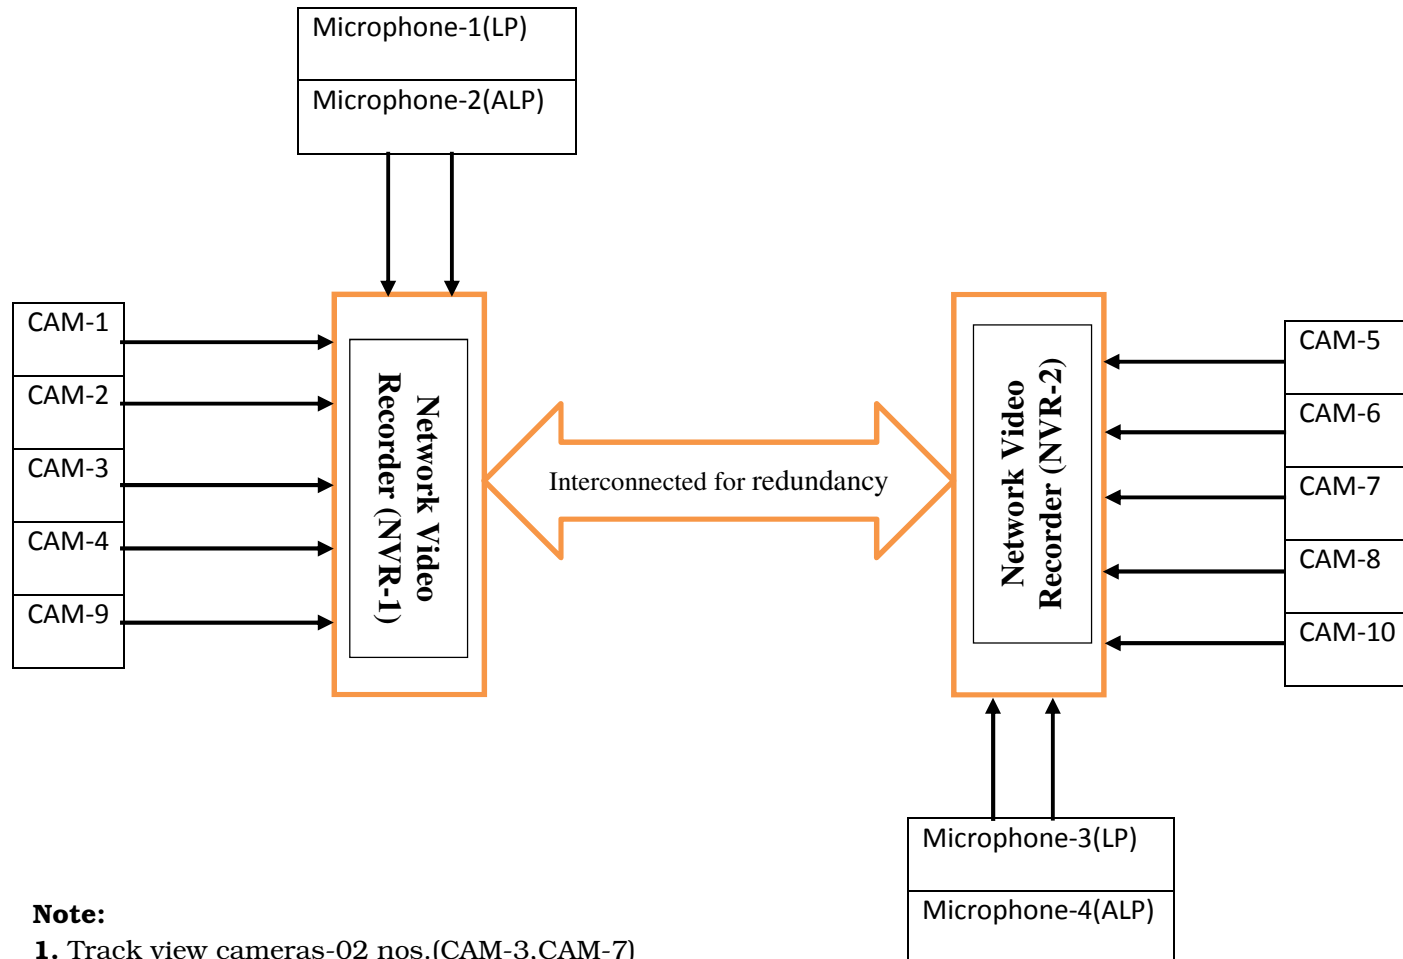 Microphone-1(LP)
Microphone-2(ALP)
CAM-1
CAM-2
CAM-3
CAM-4
CAM-9
Network Video
Recorder (NVR-1)
Interconnected for redundancy
Network Video
Recorder (NVR-2)
CAM-5
CAM-6
CAM-7
CAM-8
CAM-10
Microphone-3(LP)
Microphone-4(ALP)
Note:
1. Track view cameras-02 nos.(CAM-3,CAM-7)